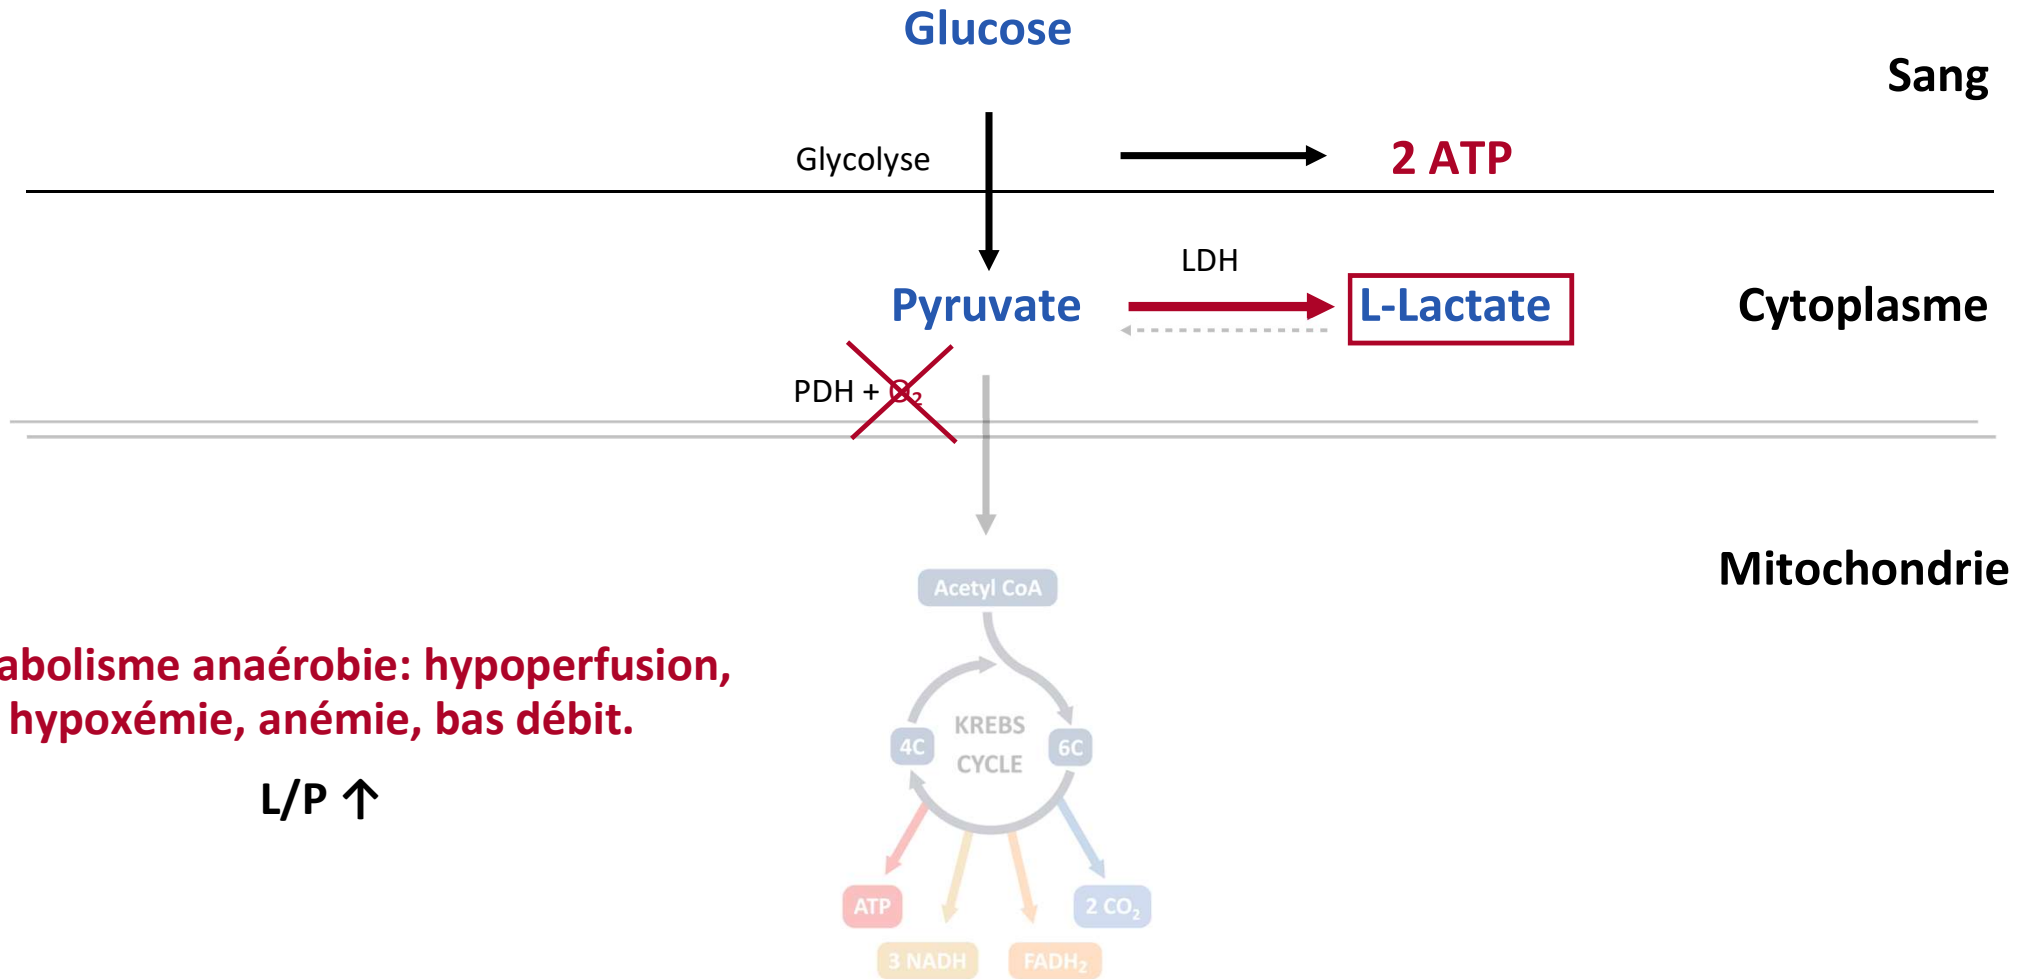 Glucose
Sang
Glycolyse
2 ATP
LDH
Pyruvate
L-Lactate
Cytoplasme
PDH + O₂
Mitochondrie
Acetyl CoA
abolisme anaérobie: hypoperfusion,
hypoxémie, anémie, bas débit.
L/P ↑
KREBS
CYCLE
4C
6C
ATP
2 CO₂
3 NADH
FADH₂